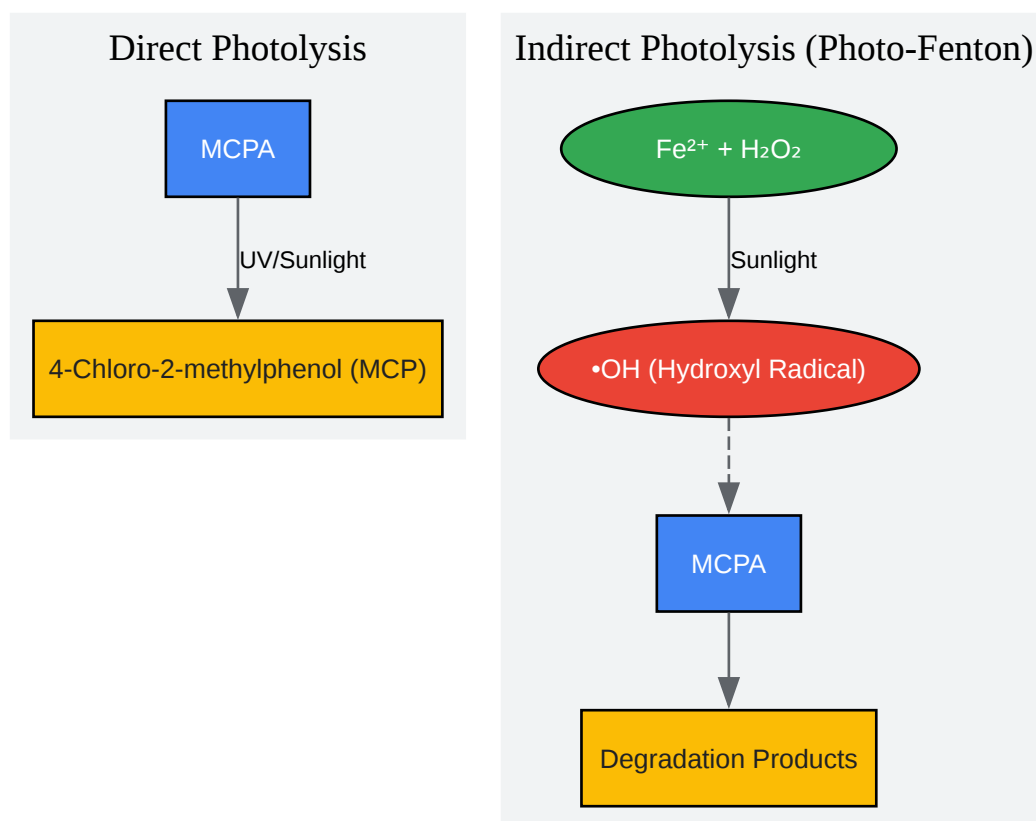 Direct Photolysis
MCPA
UV/Sunlight
4-Chloro-2-methylphenol (MCP)
Indirect Photolysis (Photo-Fenton)
Fe²⁺ + H₂O₂
Sunlight
•OH (Hydroxyl Radical)
MCPA
Degradation Products